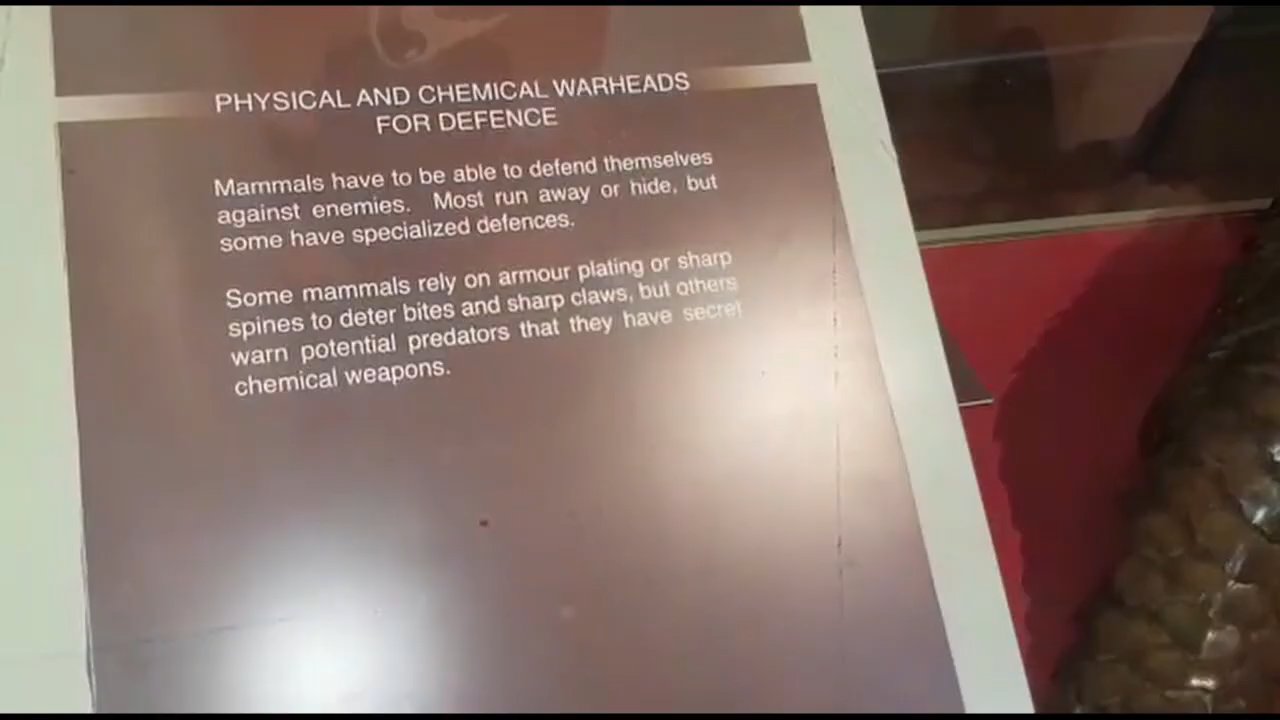 PHYSICAL AND CHEMICAL WARHEADS
FOR DEFENCE
Mammals have to be able to defend themselves
against enemies. Most run away or hide, but
some have specialized defences.
Some mammals rely on armour plating or sharp
spines to deter bites and sharp claws, but others
warn potential predators that they have secret
chemical weapons.